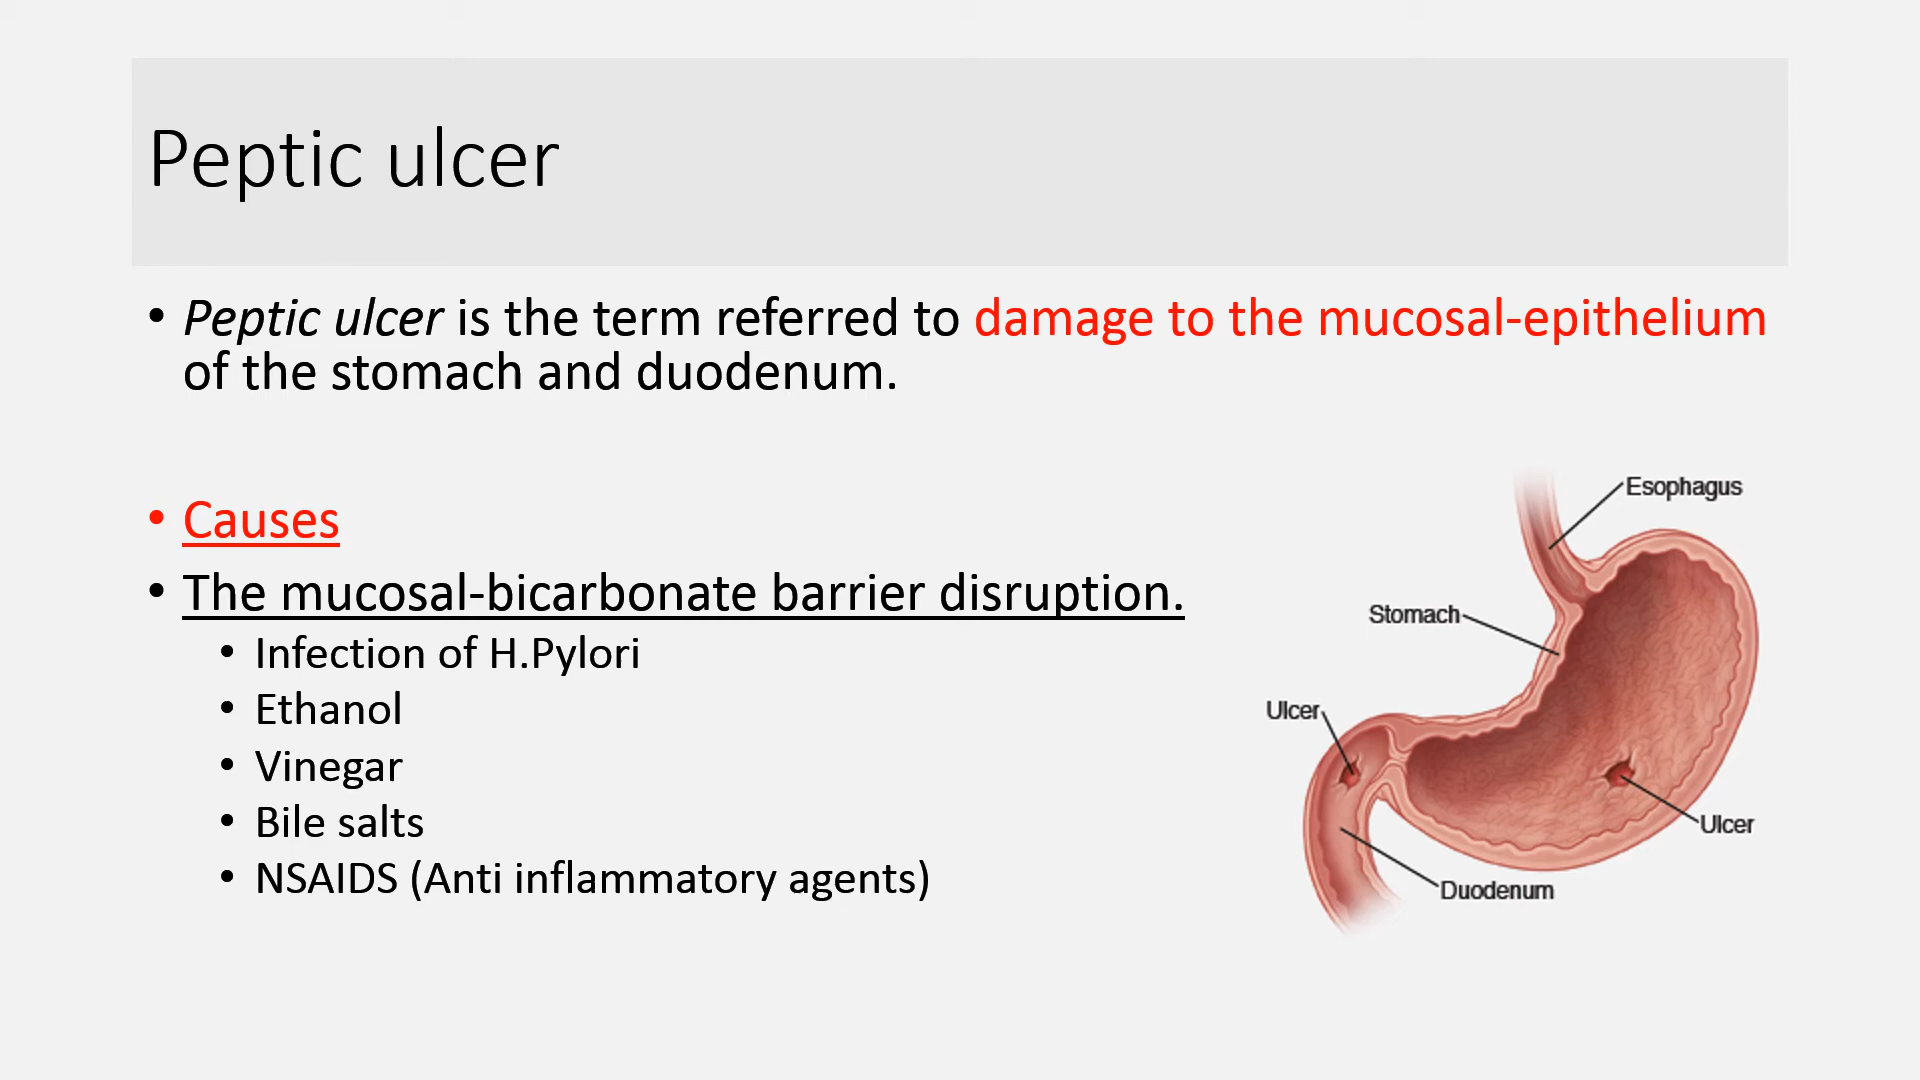 Peptic ulcer
• Peptic ulcer is the term referred to damage to the mucosal-epithelium
of the stomach and duodenum.
• Causes
• The mucosal-bicarbonate barrier disruption.
• Infection of H.Pylori
• Ethanol
• Vinegar
• Bile salts
• NSAIDS (Anti inflammatory agents)
Esophagus
Stomach
Ulcer
Ulcer
Duodenum